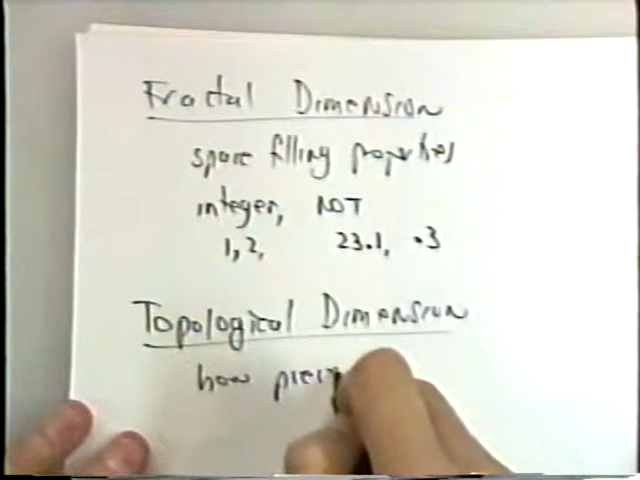 Fractal Dimension
space filling properties
integer, NOT
1, 2, 23.1, .3
Topological Dimension
how